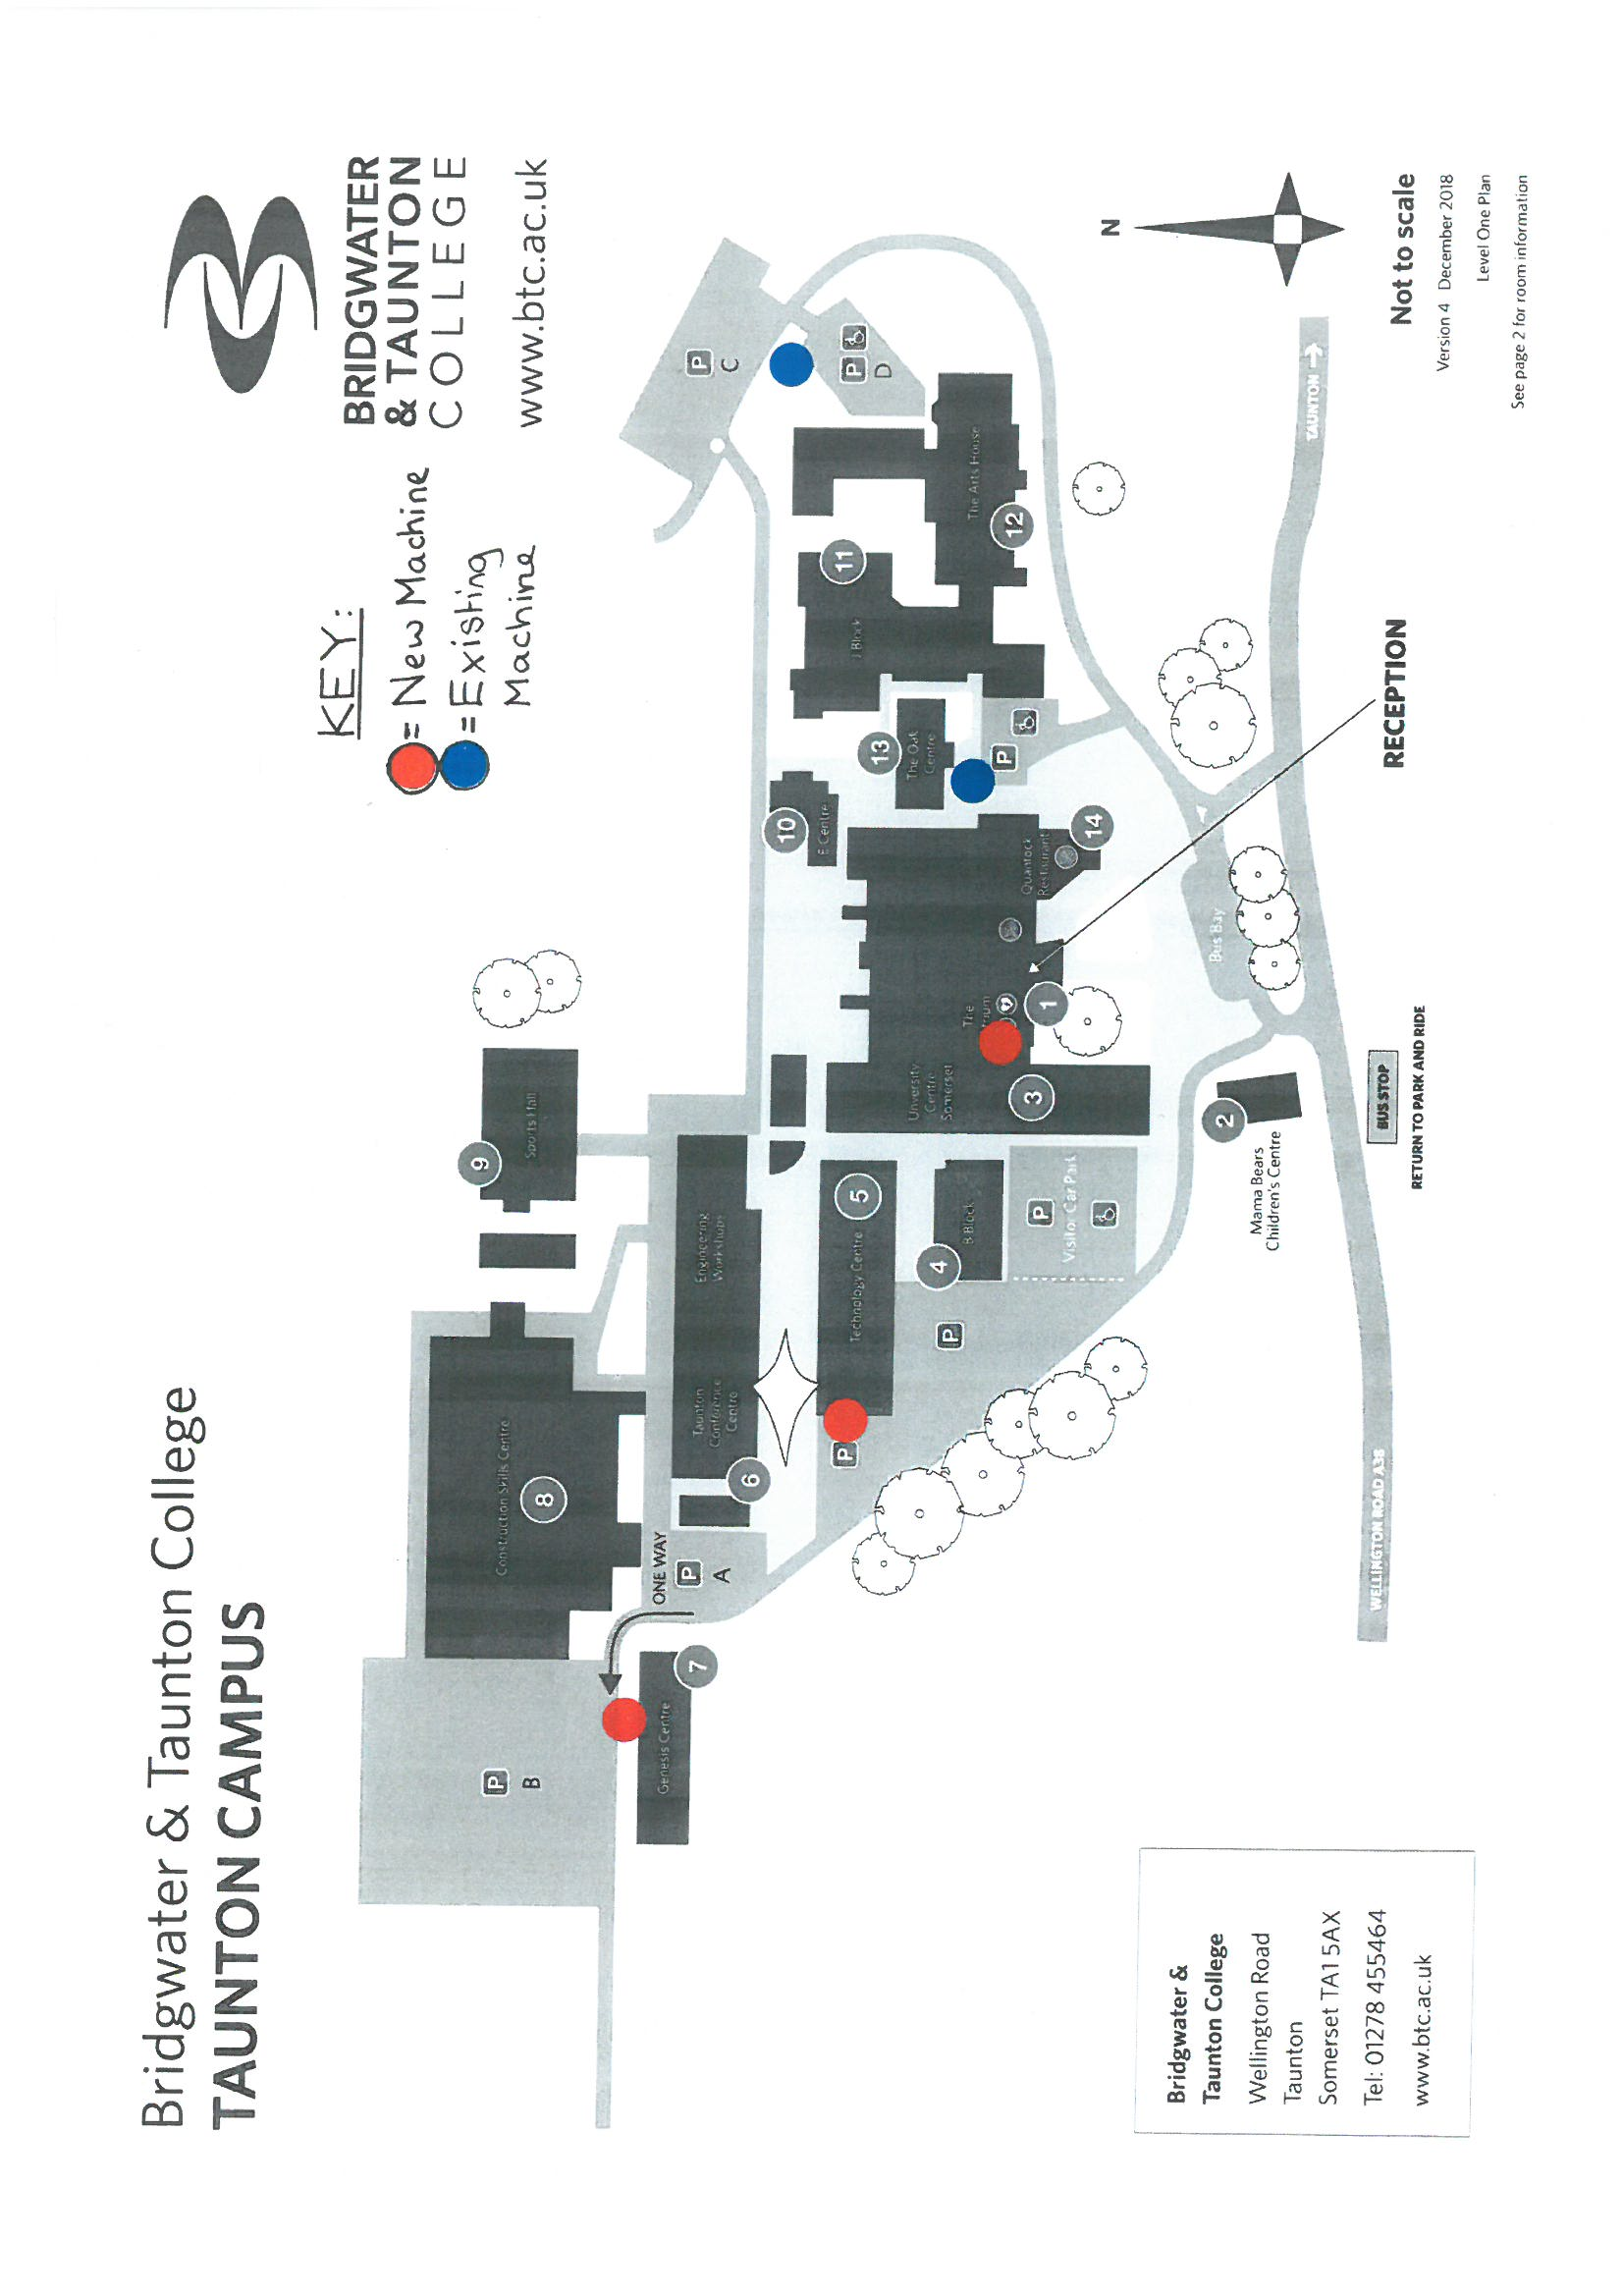 Bridgwater & Taunton College
TAUNTON CAMPUS
BRIDGWATER
& TAUNTON
COLLEGE
www.btc.ac.uk
KEY:
= New Machine
= Existing
Machine
P
B
Genesis Centre
7
Construction Skills Centre
8
ONE WAY
P
A
6
Taunton
Conference
Centre
Engineering
Workshops
9
Sports Hall
P
Technology Centre
5
P
4
B Block
Visitor Car Park
P
University
Centre
Somerset
3
The
1
10
E Centre
Quantock
Restaurant
14
13
The Oak
Centre
P
J Block
11
The Arts House
12
P
C
P
D
2
Mama Bears
Children's Centre
Bus Bay
RECEPTION
BUS STOP
RETURN TO PARK AND RIDE
WELLINGTON ROAD A38
TAUNTON
N
Not to scale
Version 4 December 2018
Level One Plan
See page 2 for room information
Bridgwater &
Taunton College
Wellington Road
Taunton
Somerset TA1 5AX
Tel: 01278 455464
www.btc.ac.uk